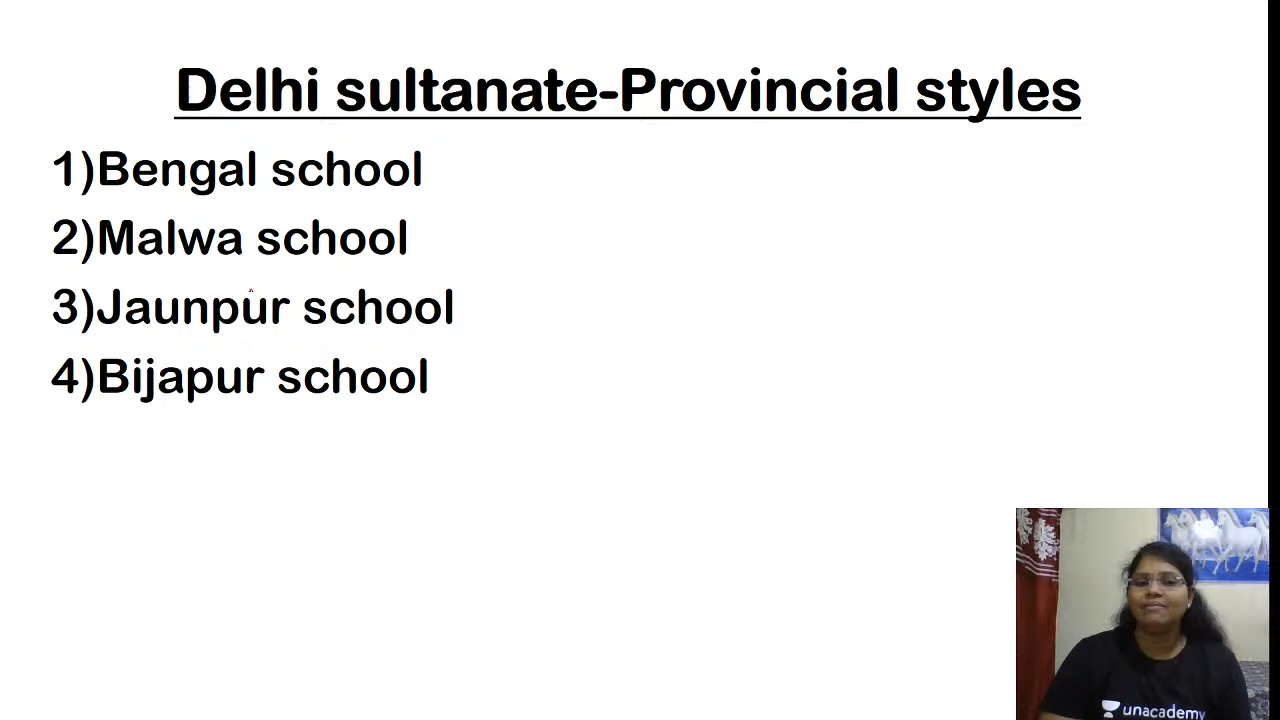 Delhi sultanate-Provincial styles
1)Bengal school
2)Malwa school
3)Jaunpur school
4)Bijapur school
unacademy